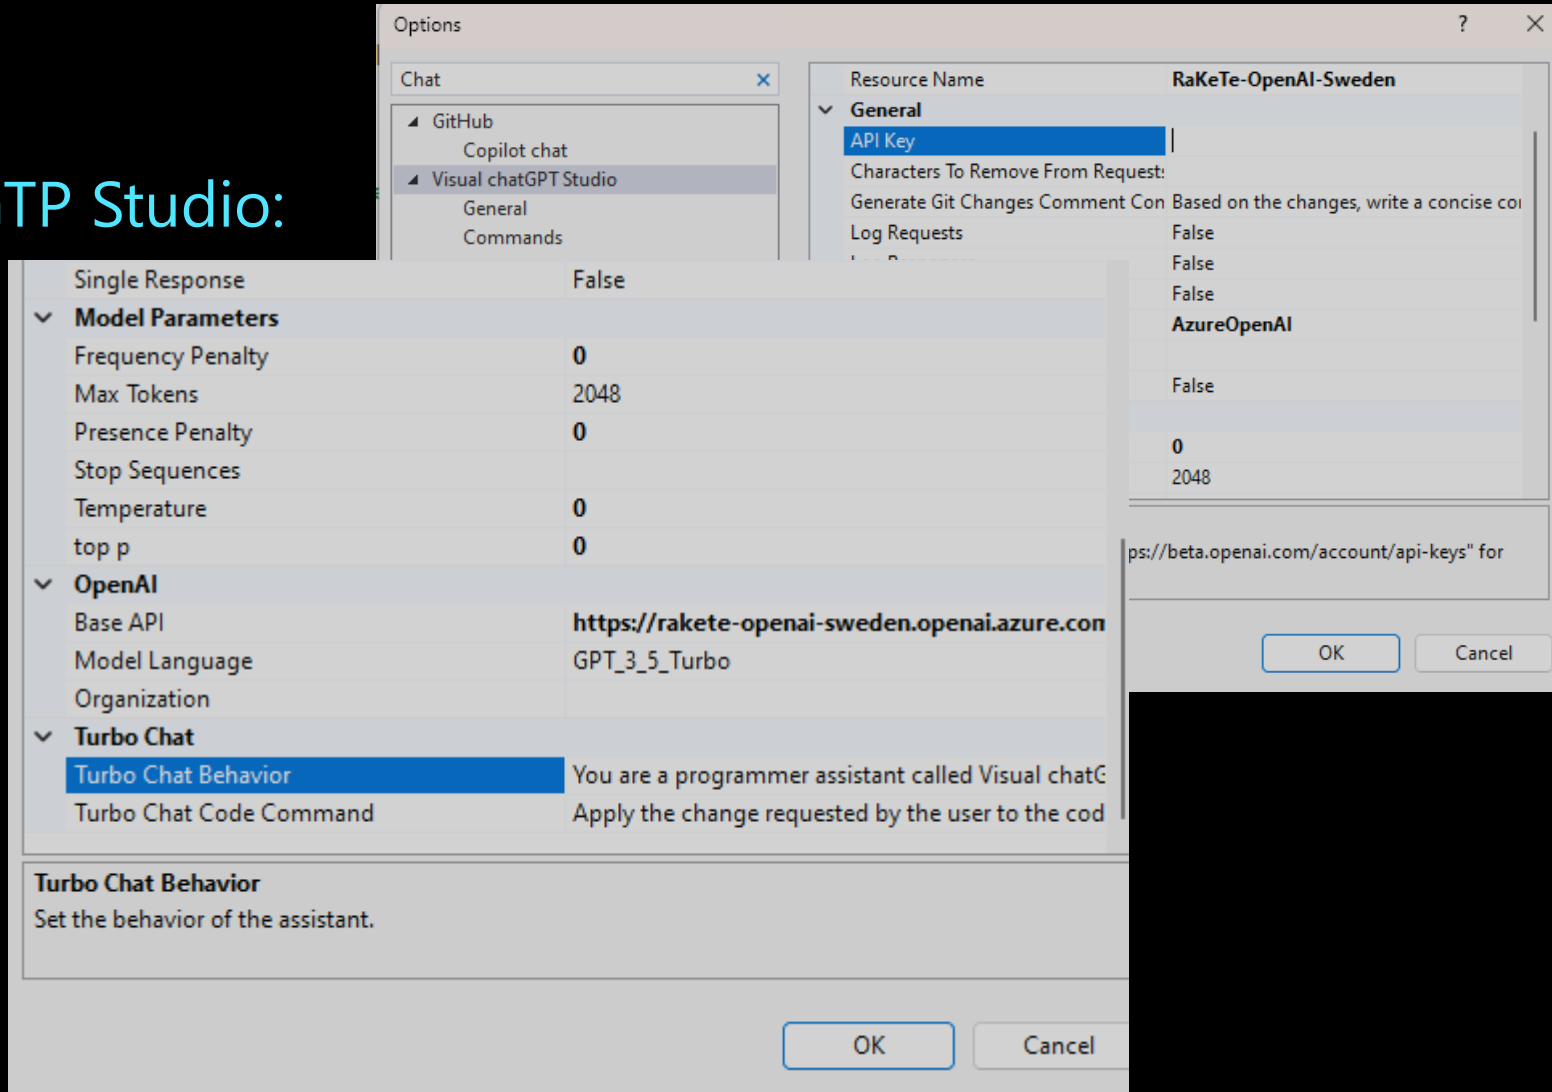 Options ?
Chat
GitHub
Copilot chat
Visual chatGPT Studio
General
Commands
Resource Name RaKeTe-OpenAI-Sweden
General
API Key
Characters To Remove From Request
Generate Git Changes Comment Con Based on the changes, write a concise
Log Requests False
False
False
AzureOpenAI
False
0
2048
ps://beta.openai.com/account/api-keys" for
OK Cancel
TP Studio:
Single Response False
Model Parameters
Frequency Penalty 0
Max Tokens 2048
Presence Penalty 0
Stop Sequences
Temperature 0
top p 0
OpenAI
Base API https://rakete-openai-sweden.openai.azure.com
Model Language GPT_3_5_Turbo
Organization
Turbo Chat
Turbo Chat Behavior You are a programmer assistant called Visual chatG
Turbo Chat Code Command Apply the change requested by the user to the cod
Turbo Chat Behavior
Set the behavior of the assistant.
OK Cancel